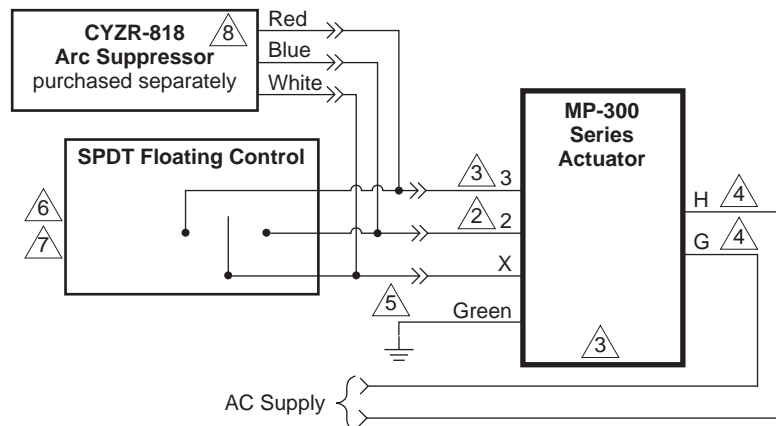 CYZR-818
8
Arc Suppressor
purchased separately
Red
Blue
White
SPDT Floating Control
6
7
MP-300
Series
Actuator
3 3
2 2
X
5
Green
3
H 4
G 4
AC Supply